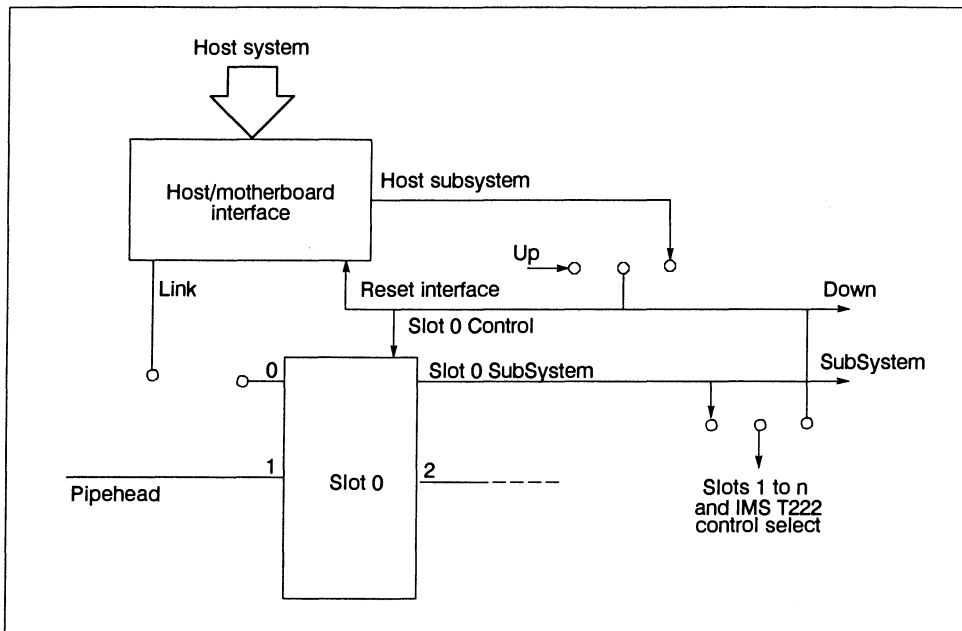 Host system
Host/motherboard
interface
Host subsystem
Up
Link
Reset interface
Down
Slot 0 Control
0
Slot 0 SubSystem
SubSystem
1
Pipehead
Slot 0
2
Slots 1 to n
and IMS T222
control select